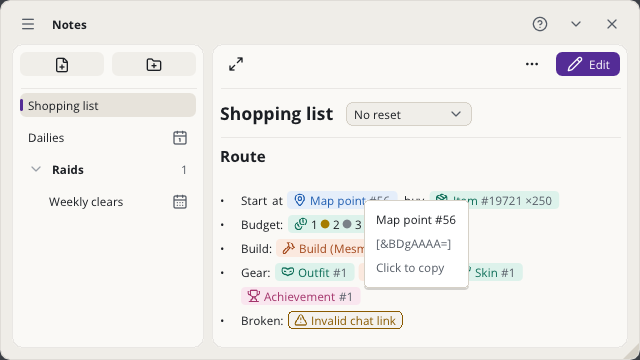 Notes
Edit
Shopping list
Dailies
Raids 1
Weekly clears
Shopping list No reset
Route
• Start at Map point #56 buy Item #19721 ×250
• Budget: 1 2 3
• Build: Build (Mesm
• Gear: Outfit #1 Skin #1
Achievement #1
• Broken: Invalid chat link
Map point #56
[&BDgAAAA=]
Click to copy